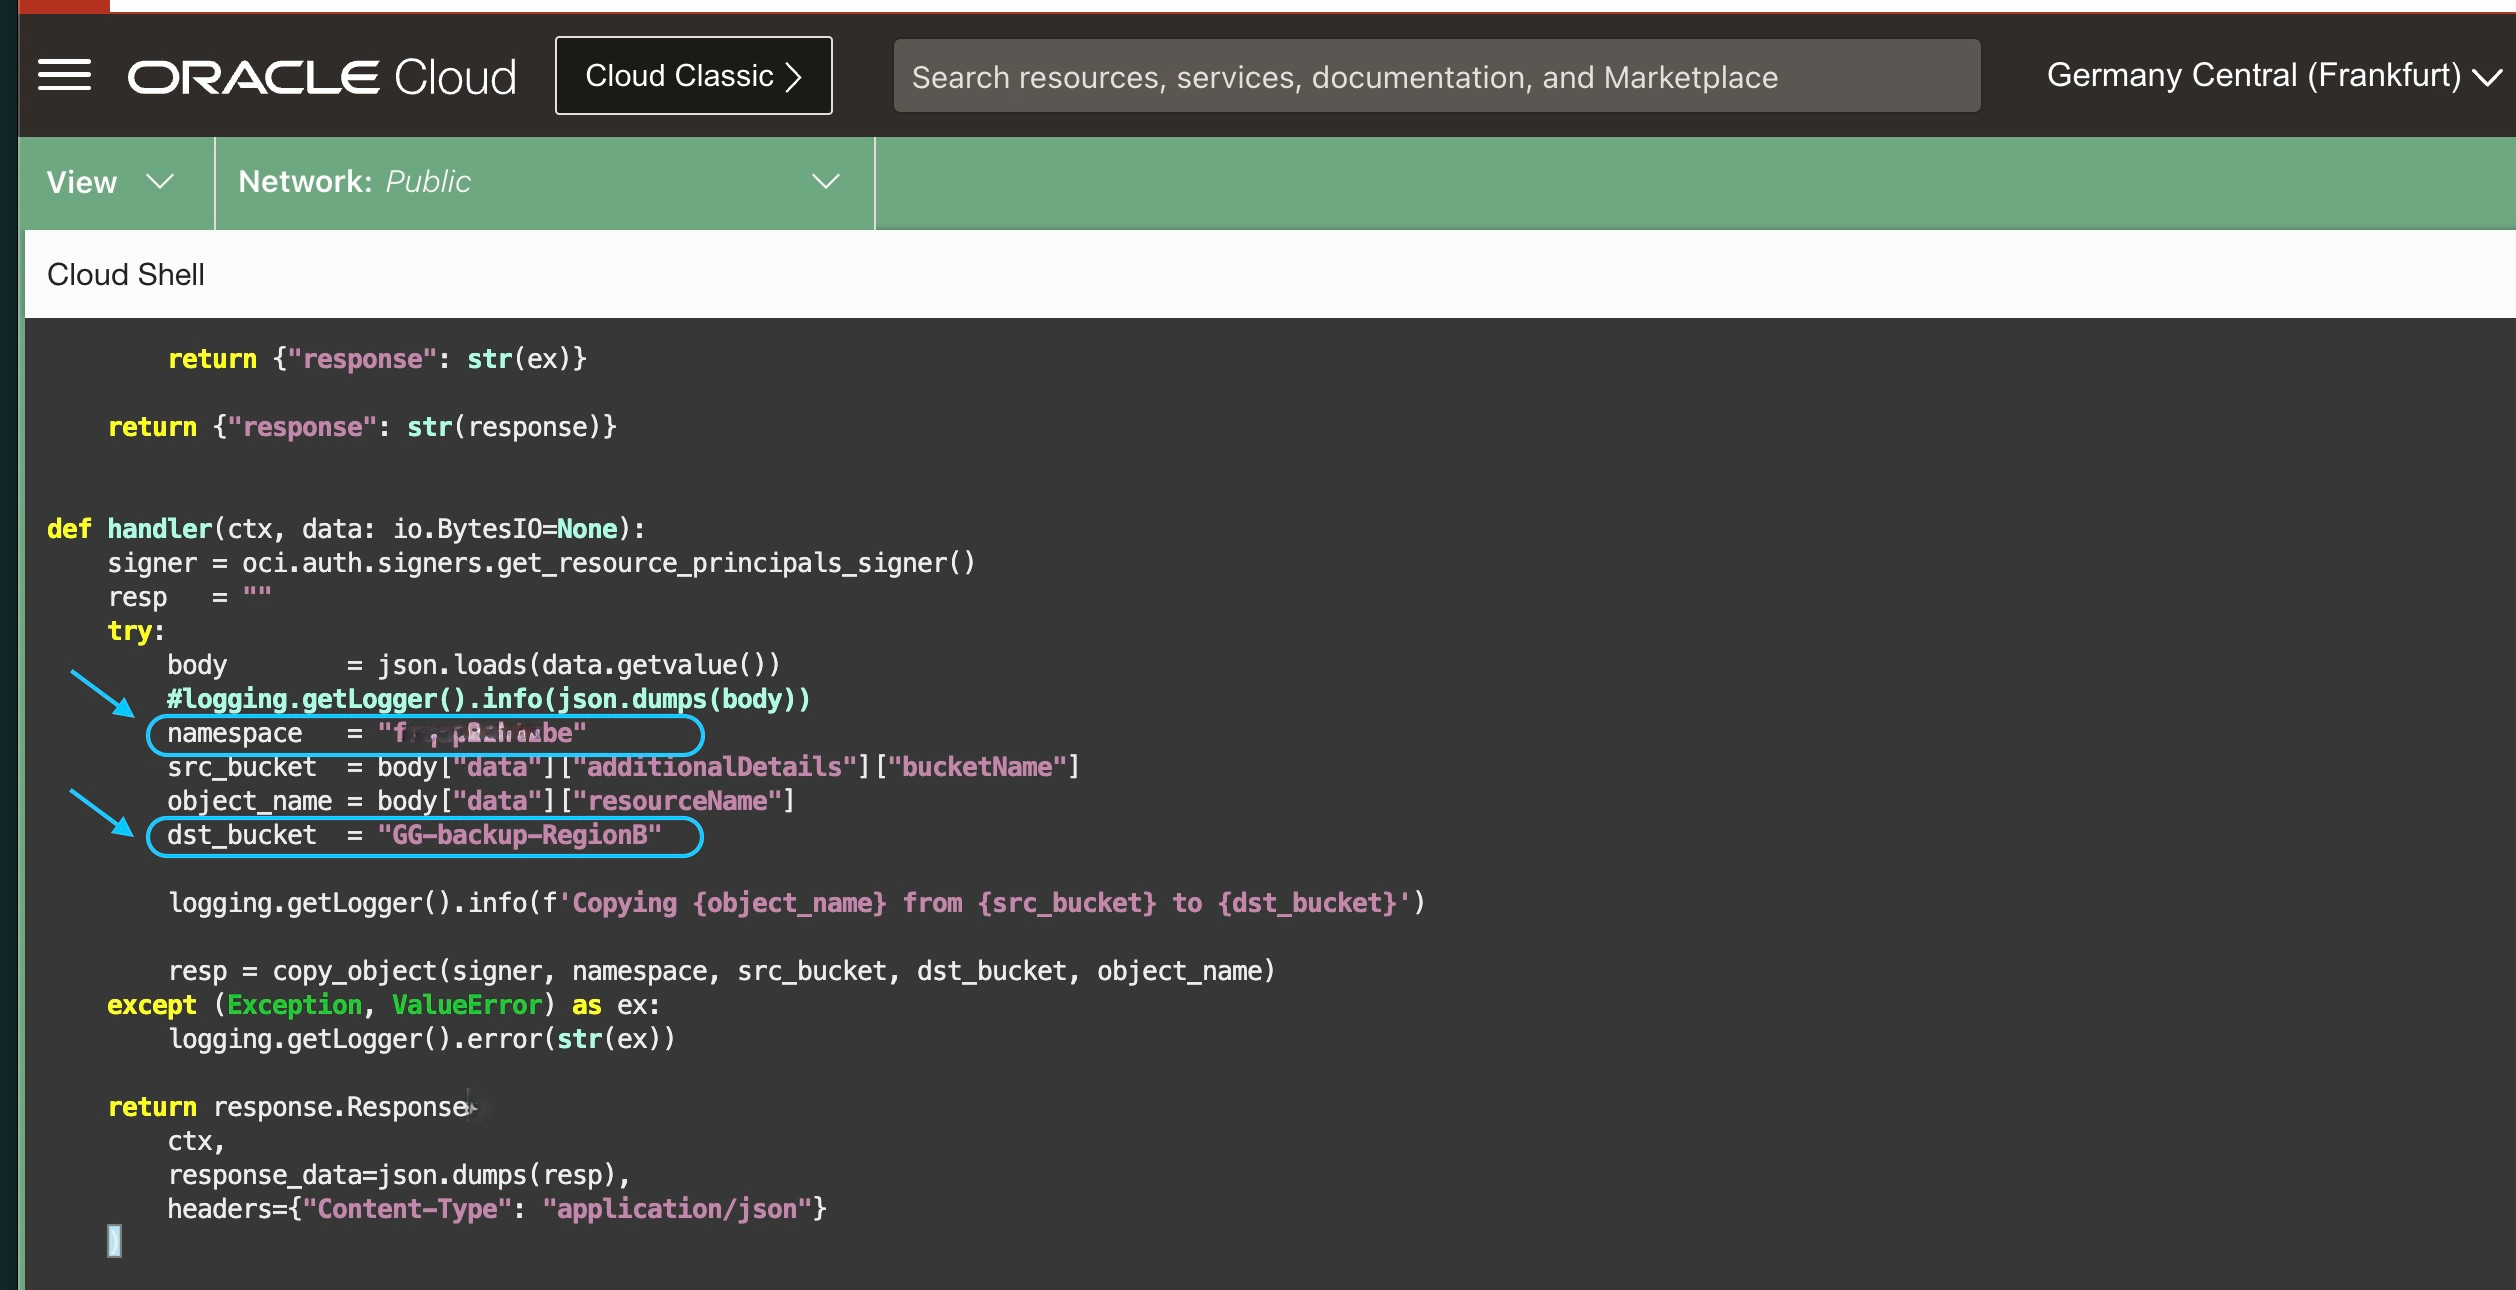 ORACLE Cloud Cloud Classic Search resources, services, documentation, and Marketplace Germany Central (Frankfurt)
View Network: Public
Cloud Shell
        return {"response": str(ex)}
    return {"response": str(response)}
def handler(ctx, data: io.BytesIO=None):
    signer = oci.auth.signers.get_resource_principals_signer()
    resp   = ""
    try:
        body        = json.loads(data.getvalue())
        #logging.getLogger().info(json.dumps(body))
        namespace   =
        src_bucket  = body["data"]["additionalDetails"]["bucketName"]
        object_name = body["data"]["resourceName"]
        dst_bucket  = "GG-backup-RegionB"
        logging.getLogger().info(f'Copying {object_name} from {src_bucket} to {dst_bucket}')
        resp = copy_object(signer, namespace, src_bucket, dst_bucket, object_name)
    except (Exception, ValueError) as ex:
        logging.getLogger().error(str(ex))
    return response.Response
        ctx,
        response_data=json.dumps(resp),
        headers={"Content-Type": "application/json"}
    )